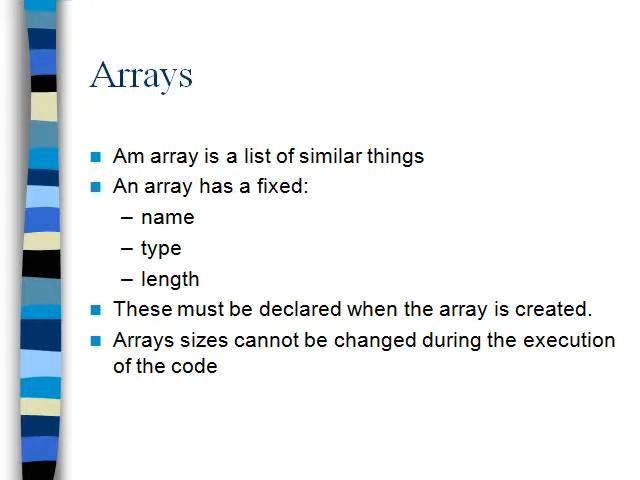 Arrays
■ Am array is a list of similar things
■ An array has a fixed:
– name
– type
– length
■ These must be declared when the array is created.
■ Arrays sizes cannot be changed during the execution
of the code